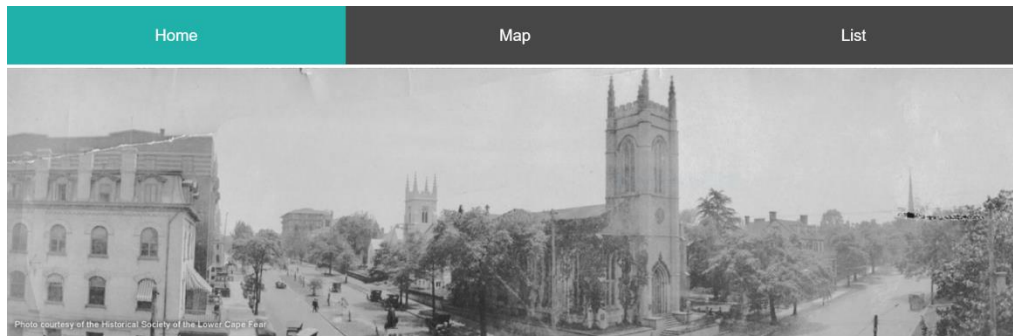 Home
Map
List
Photo courtesy of the Historical Society of the Lower Cape Fear